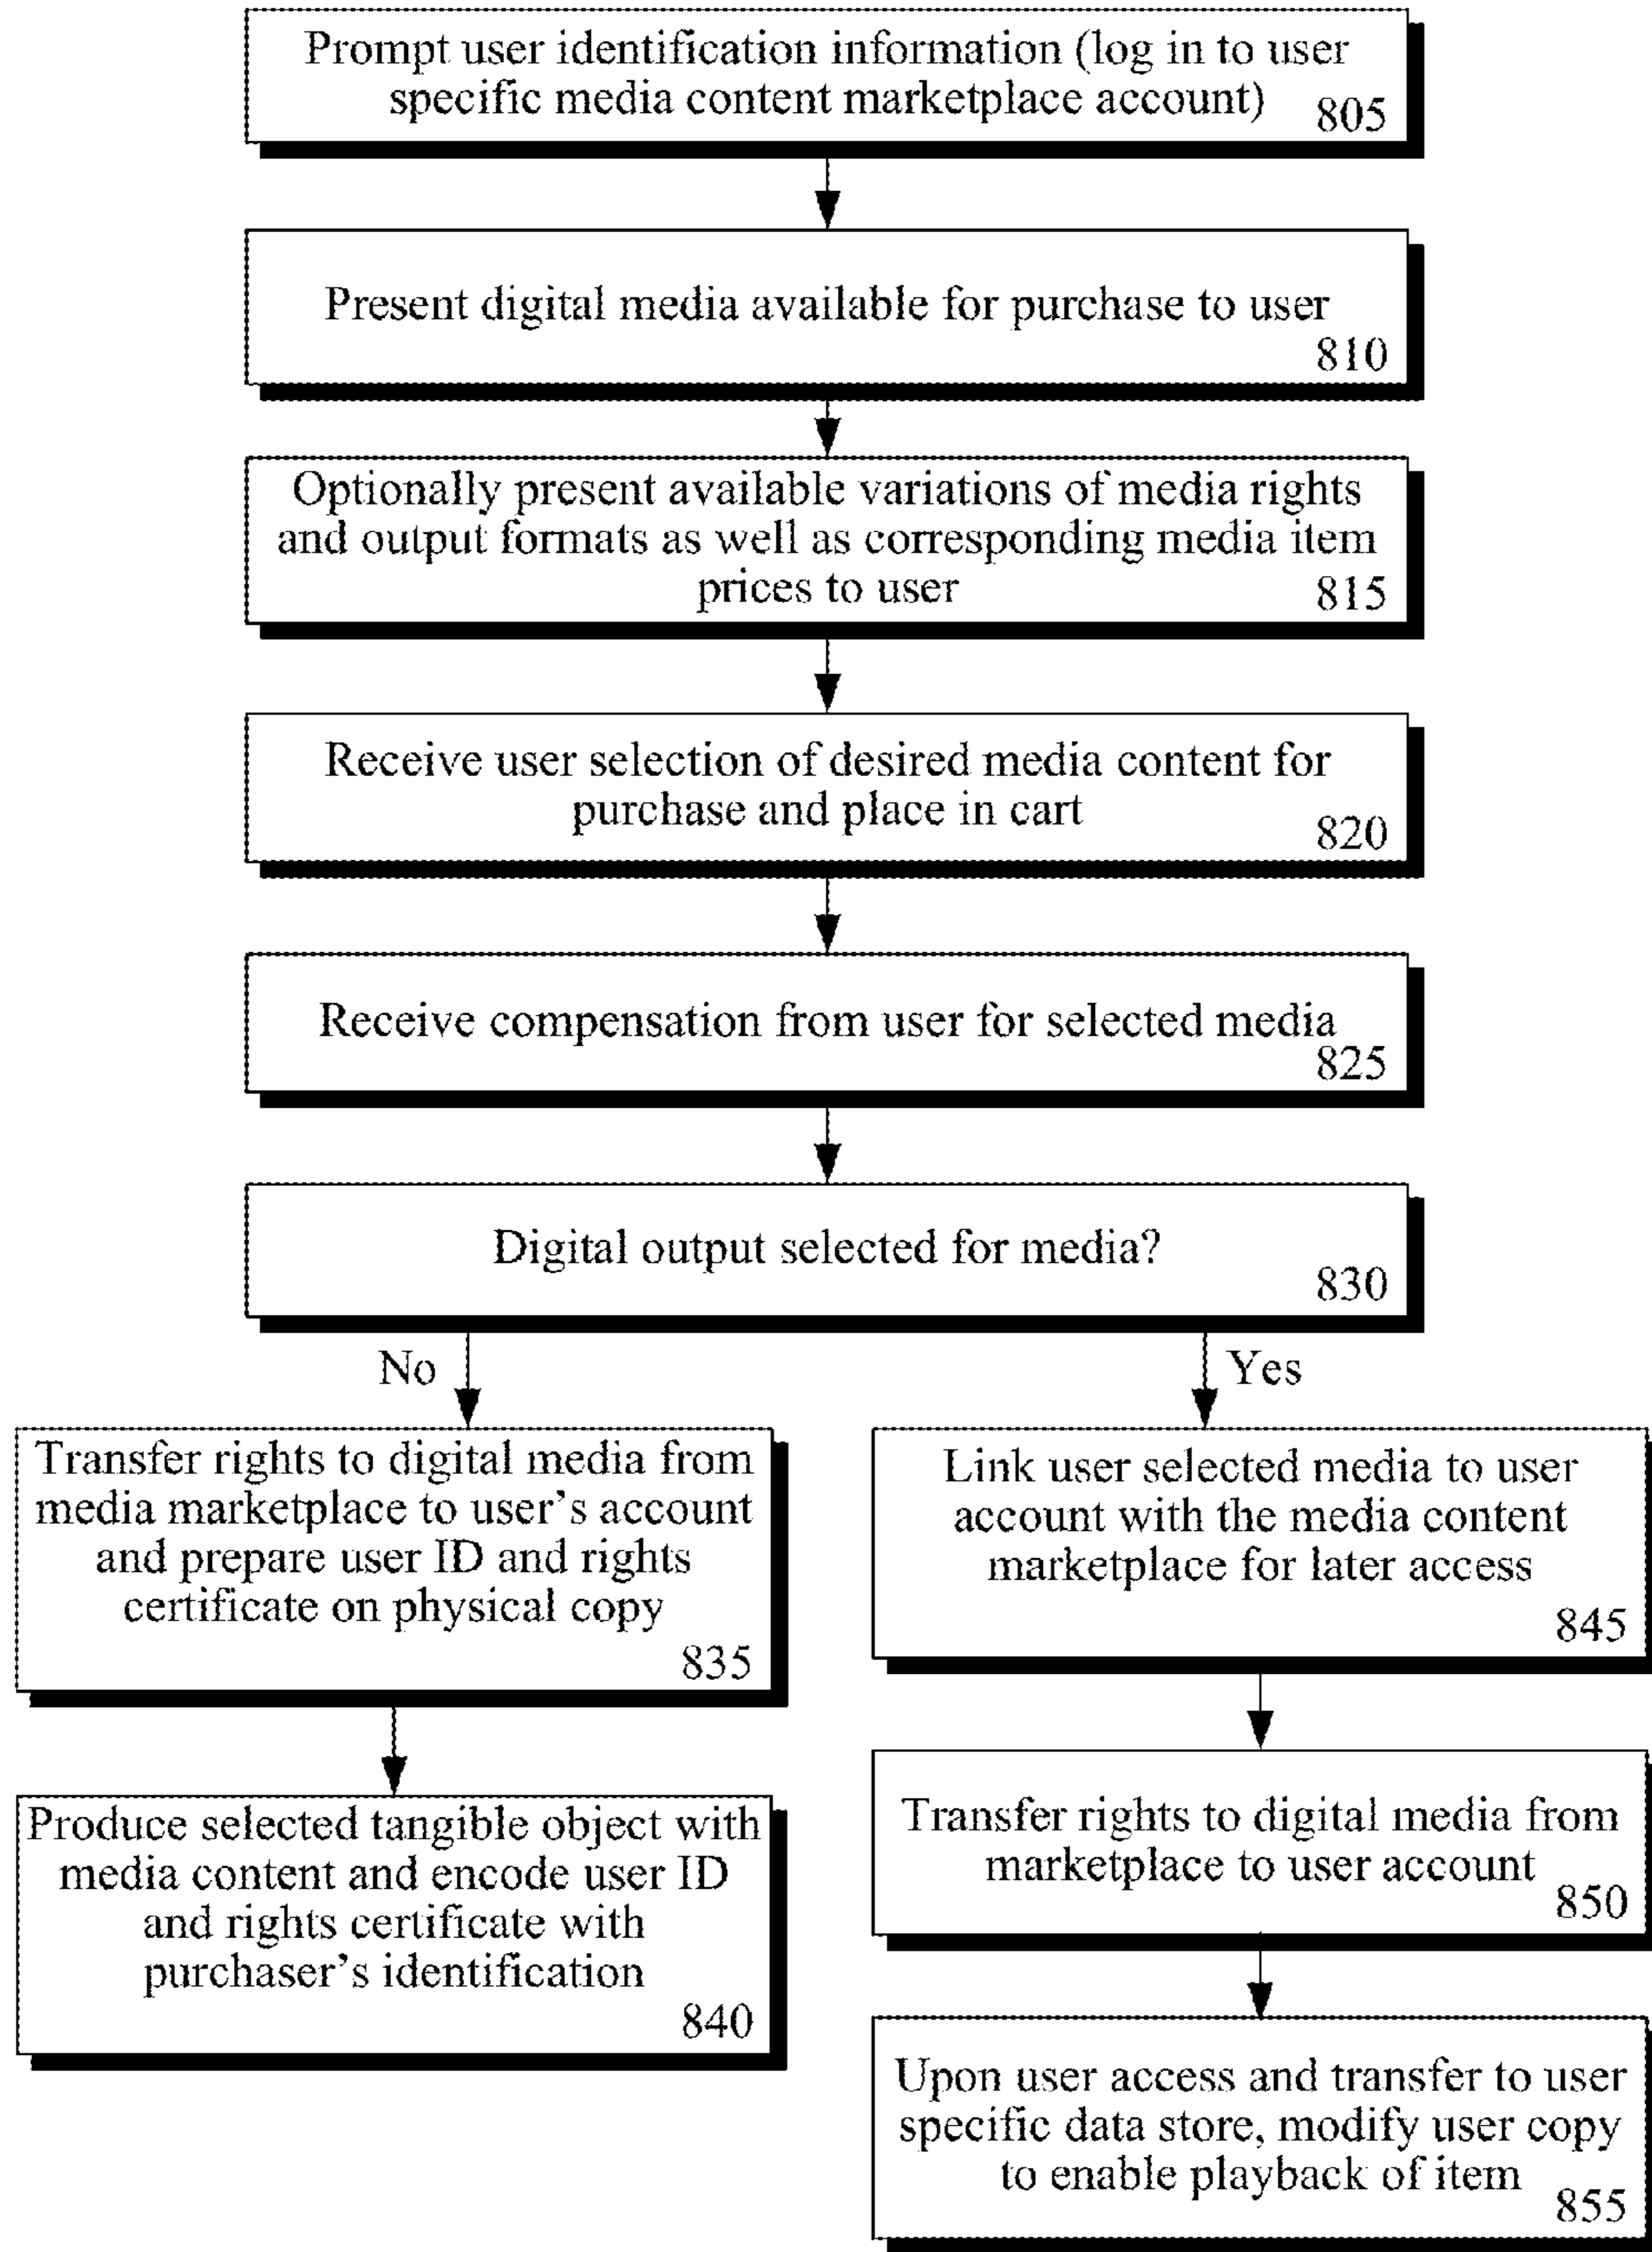 Prompt user identification information (log in to user
specific media content marketplace account)
805
Present digital media available for purchase to user
810
Optionally present available variations of media rights
and output formats as well as corresponding media item
prices to user
815
Receive user selection of desired media content for
purchase and place in cart
820
Receive compensation from user for selected media
825
Digital output selected for media?
830
No
Yes
Transfer rights to digital media from
media marketplace to user's account
and prepare user ID and rights
certificate on physical copy
835
Produce selected tangible object with
media content and encode user ID
and rights certificate with
purchaser's identification
840
Link user selected media to user
account with the media content
marketplace for later access
845
Transfer rights to digital media from
marketplace to user account
850
Upon user access and transfer to user
specific data store, modify user copy
to enable playback of item
855